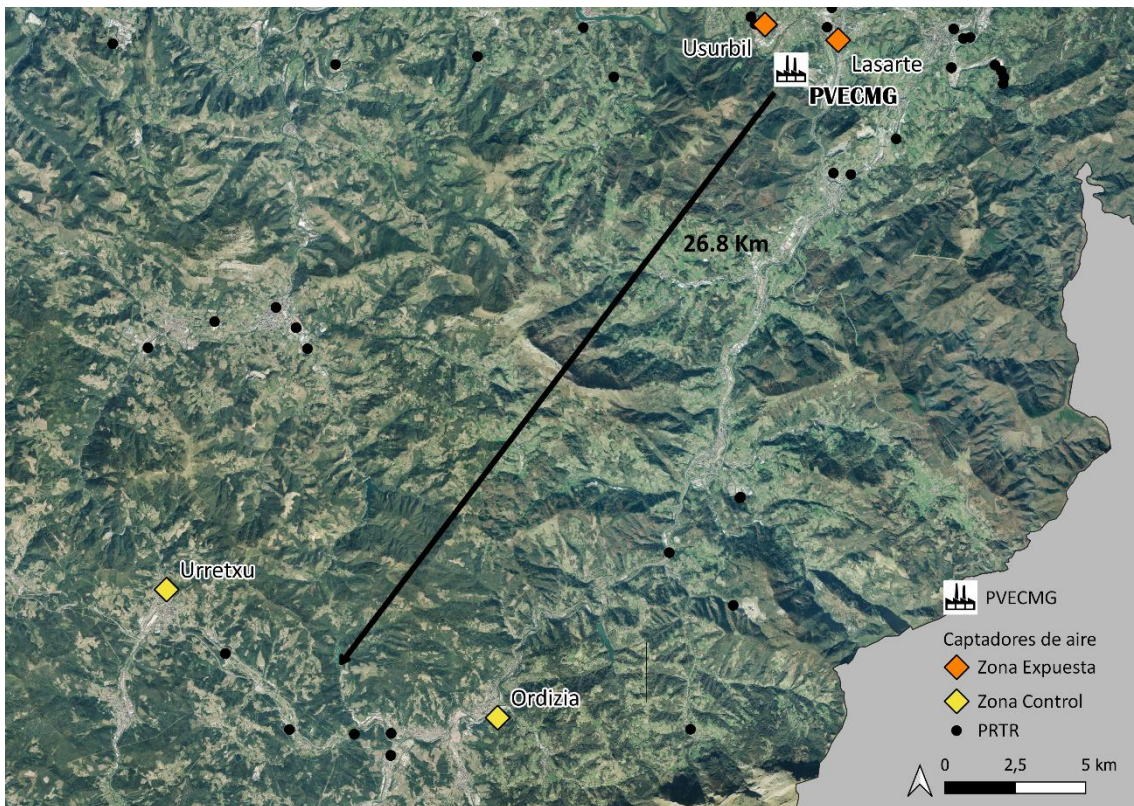 Usurbil
Lasarte
PVECMG
26.8 Km
Urretxu
Ordizia
PVECMG
Captadores de aire
Zona Expuesta
Zona Control
PRTR
0 2,5 5 km